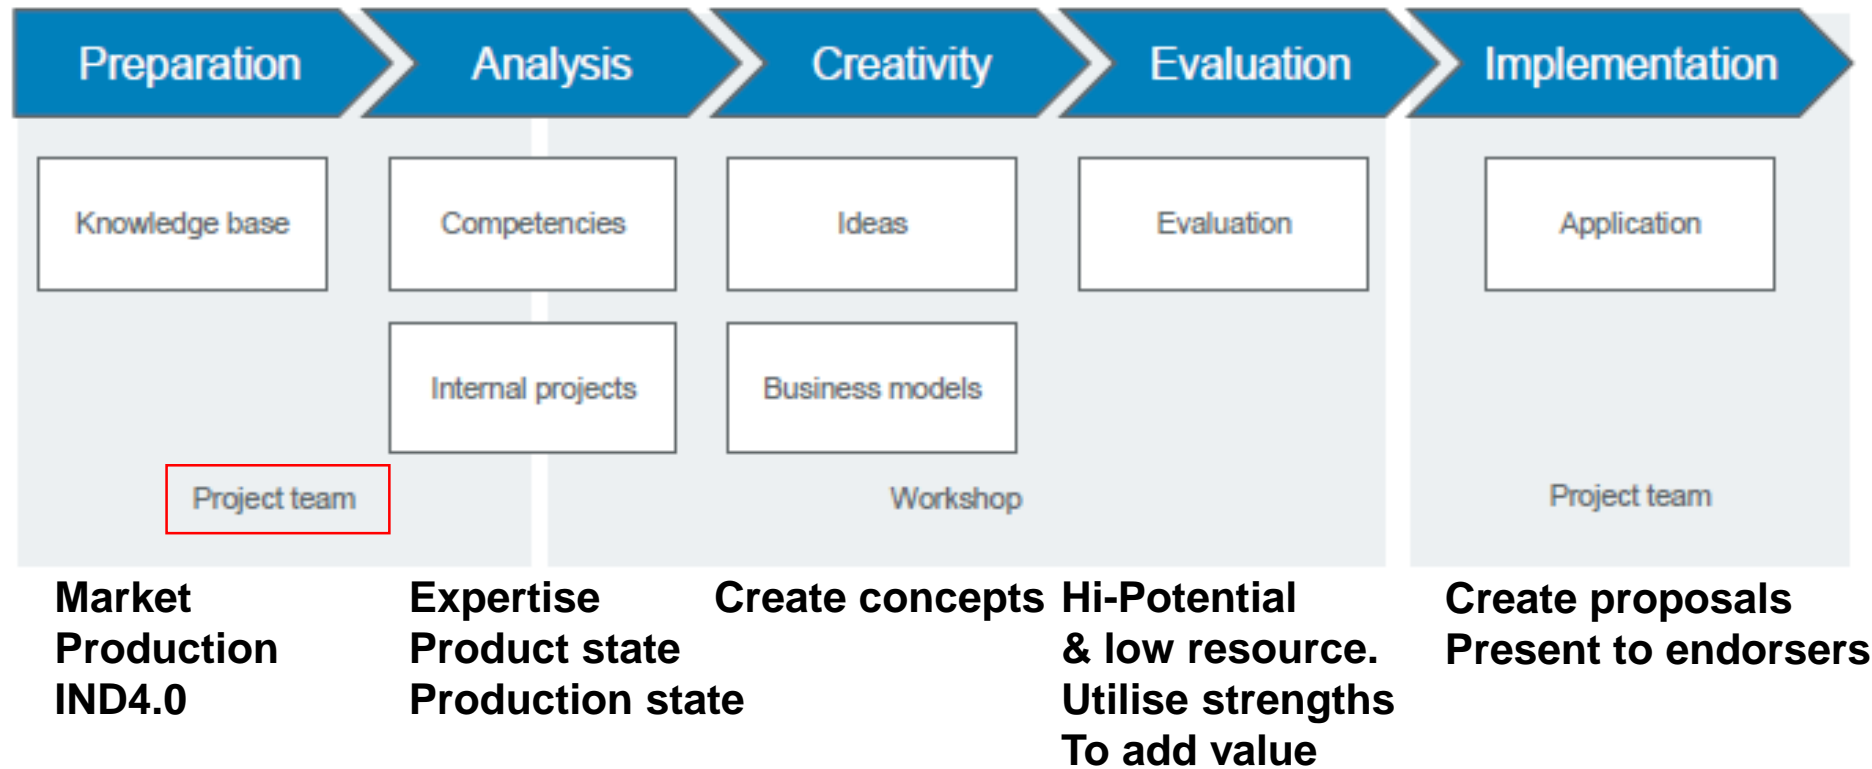 Preparation
Analysis
Creativity
Evaluation
Implementation
Knowledge base
Competencies
Ideas
Evaluation
Application
Internal projects
Business models
Project team
Workshop
Project team
Market
Production
IND4.0
Expertise
Product state
Production state
Create concepts
Hi-Potential
& low resource.
Utilise strengths
To add value
Create proposals
Present to endorsers